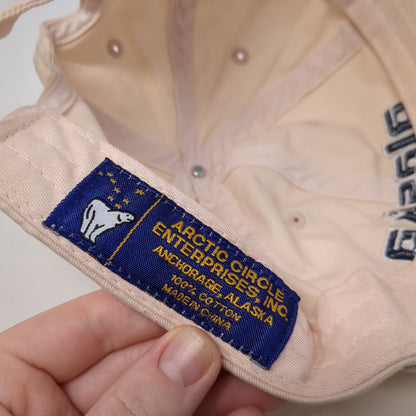 ARCTIC CIRCLE
ENTERPRISES, INC.
ANCHORAGE, ALASKA
100% COTTON
MADE IN CHINA